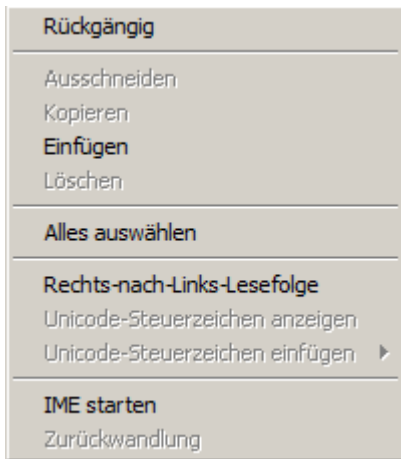 Rückgängig
Ausschneiden
Kopieren
Einfügen
Löschen
Alles auswählen
Rechts-nach-Links-Lesefolge
Unicode-Steuerzeichen anzeigen
Unicode-Steuerzeichen einfügen
IME starten
Zurückwandlung